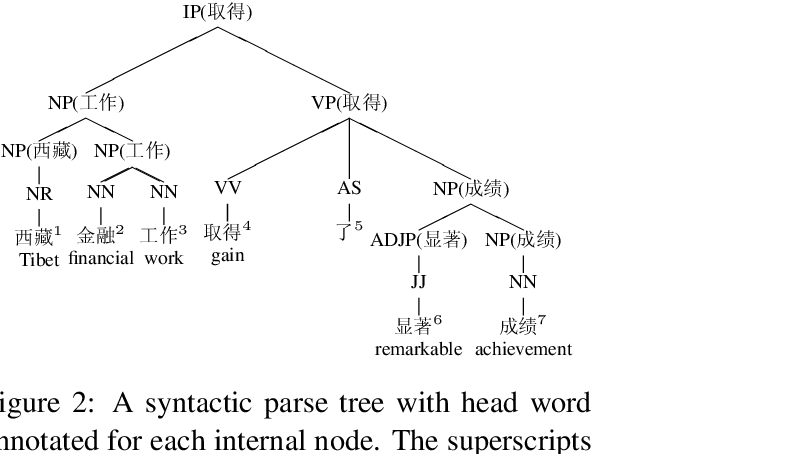 IP(取得)
NP(工作) VP(取得)
NP(西藏) NP(工作)
NR NN NN VV AS NP(成绩)
西藏1 金融2 工作3 取得4 了5 ADJP(显著) NP(成绩)
Tibet financial work gain
JJ NN
显著6 成绩7
remarkable achievement
igure 2: A syntactic parse tree with head word
nnotated for each internal node. The superscripts